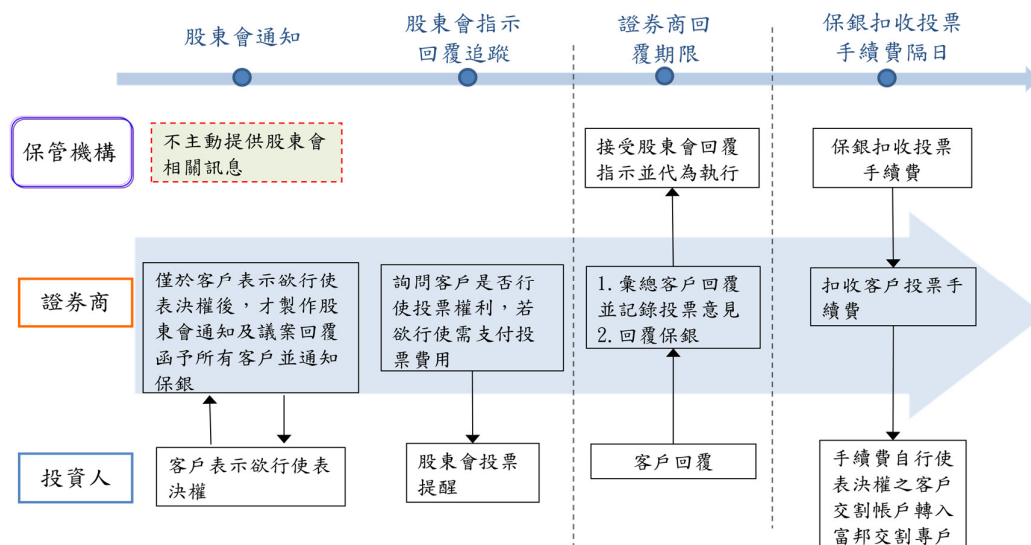 股東會通知
股東會指示
回覆追蹤
證券商回
覆期限
保銀扣收投票
手續費隔日
保管機構
不主動提供股東會
相關訊息
接受股東會回覆
指示並代為執行
保銀扣收投票
手續費
證券商
僅於客戶表示欲行使
表決權後，才製作股
東會通知及議案回覆
函予所有客戶並通知
保銀
詢問客戶是否行
使投票權利，若
欲行使需支付投
票費用
1. 彙總客戶回覆
並記錄投票意見
2. 回覆保銀
扣收客戶投票手
續費
投資人
客戶表示欲行使表
決權
股東會投票
提醒
客戶回覆
手續費自行使
表決權之客戶
交割帳戶轉入
富邦交割專戶